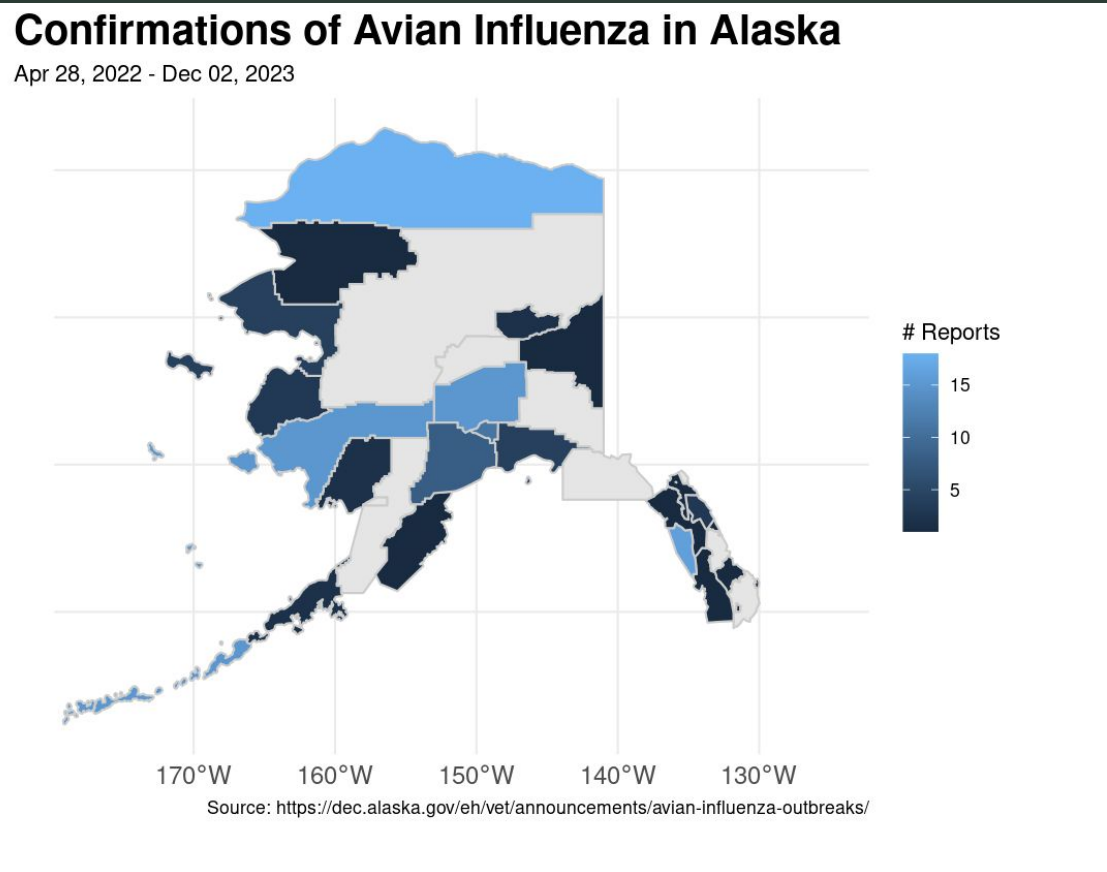 Confirmations of Avian Influenza in Alaska
Apr 28, 2022 - Dec 02, 2023
# Reports
15
10
5
170°W 160°W 150°W 140°W 130°W
Source: https://dec.alaska.gov/eh/vet/announcements/avian-influenza-outbreaks/